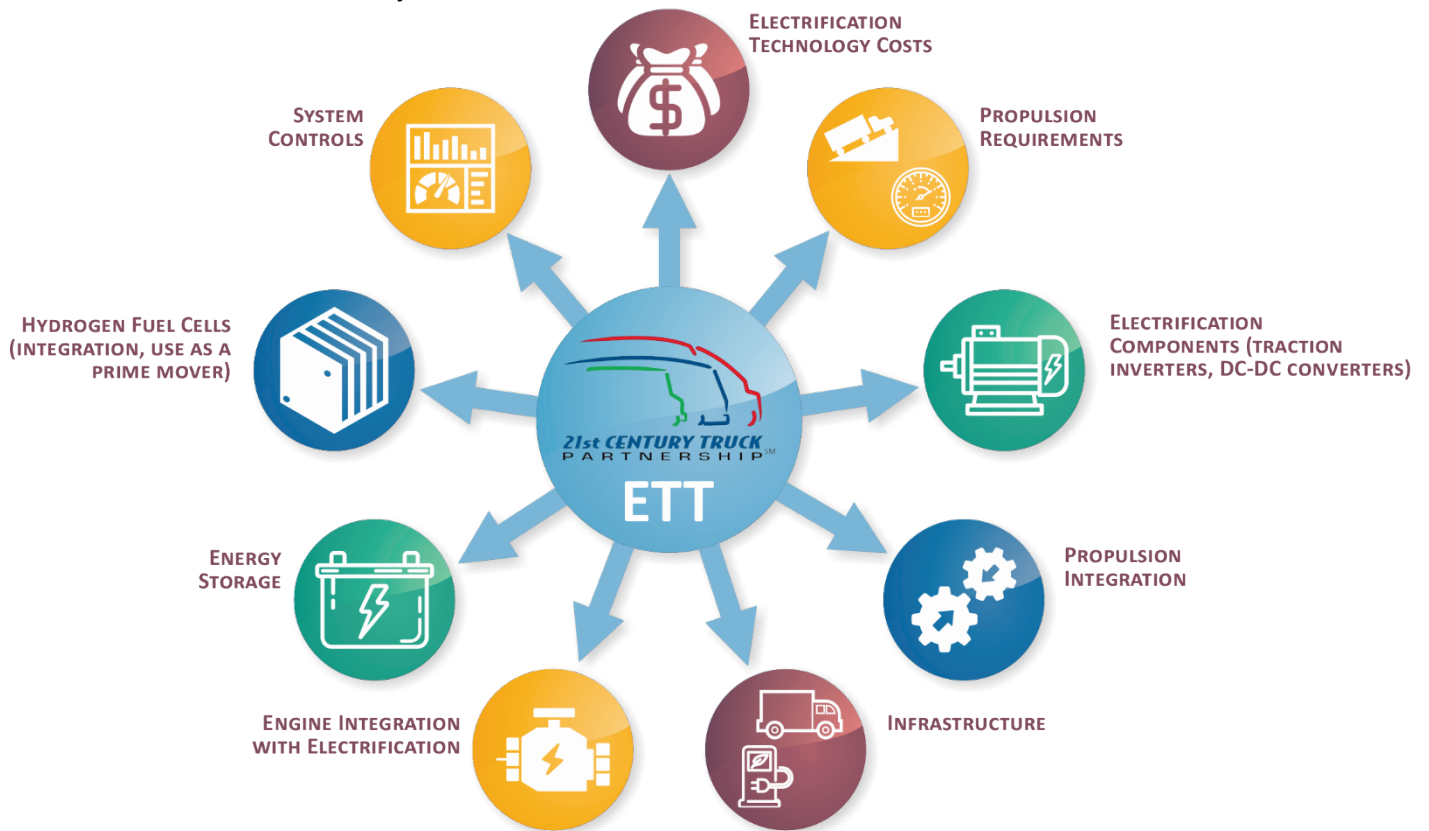 Electrification
Technology Costs
System
Controls
Propulsion
Requirements
Hydrogen Fuel Cells
(integration, use as a
prime mover)
Electrification
Components (traction
inverters, DC-DC converters)
21st CENTURY TRUCK
PARTNERSHIP℠
ETT
Energy
Storage
Propulsion
Integration
Engine Integration
with Electrification
Infrastructure
$